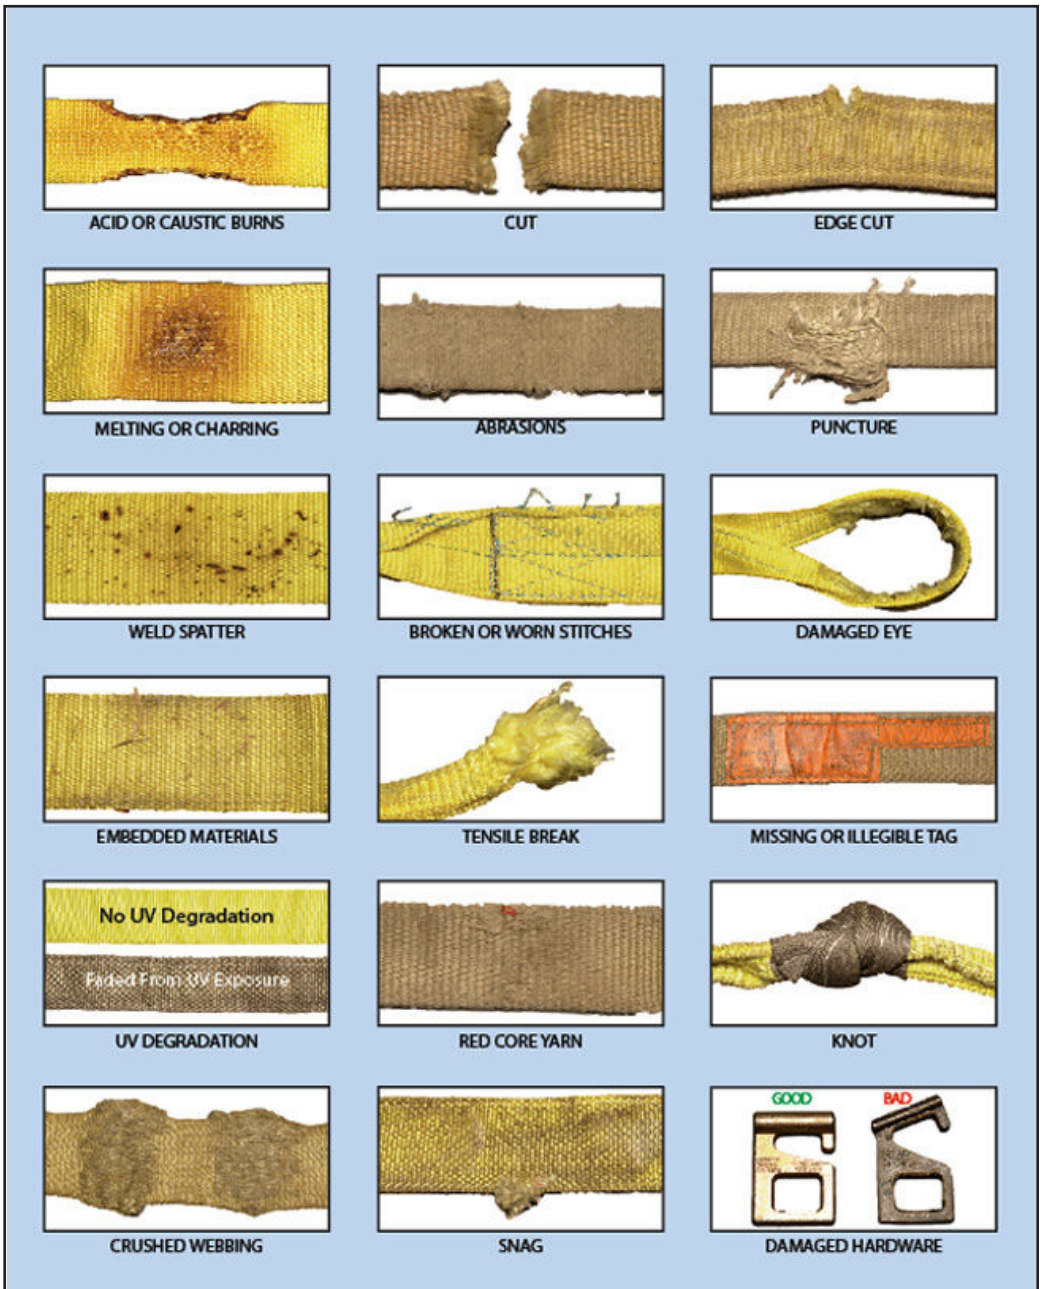 ACID OR CAUSTIC BURNS
CUT
EDGE CUT
MELTING OR CHARRING
ABRASIONS
PUNCTURE
WELD SPATTER
BROKEN OR WORN STITCHES
DAMAGED EYE
EMBEDDED MATERIALS
TENSILE BREAK
MISSING OR ILLEGIBLE TAG
No UV Degradation
Faded From UV Exposure
UV DEGRADATION
RED CORE YARN
KNOT
CRUSHED WEBBING
SNAG
GOOD
BAD
DAMAGED HARDWARE